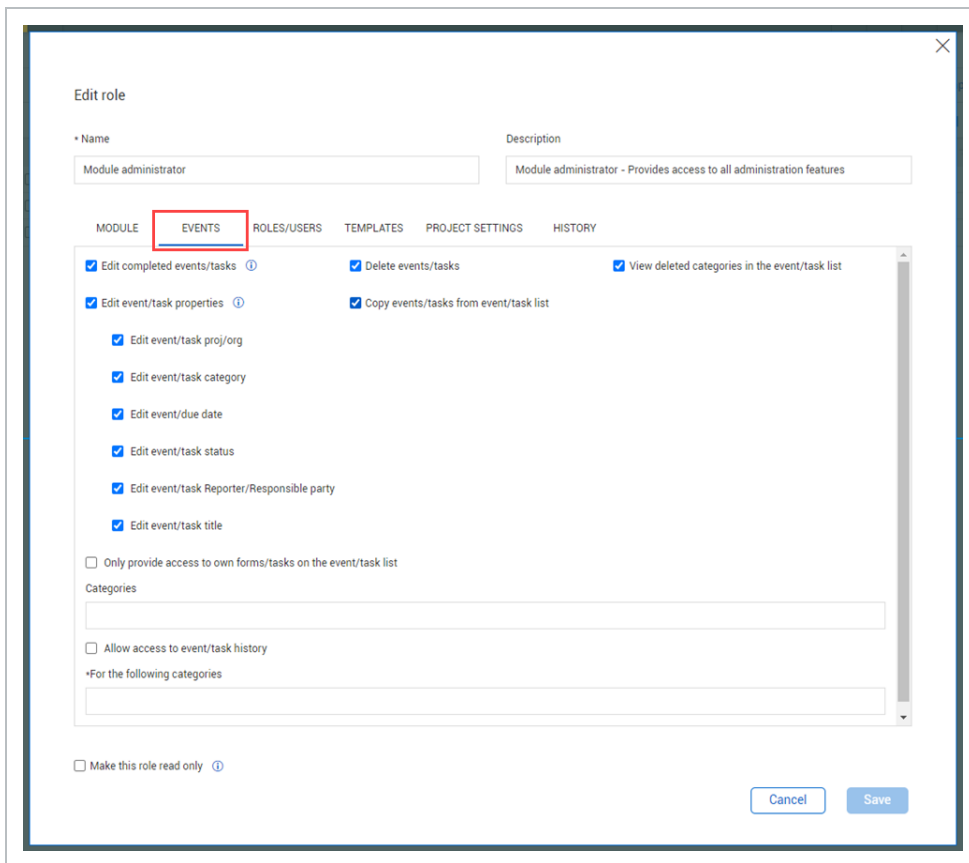 Edit role
* Name
Description
Module administrator
Module administrator - Provides access to all administration features
MODULE EVENTS ROLES/USERS TEMPLATES PROJECT SETTINGS HISTORY
Edit completed events/tasks
Delete events/tasks
View deleted categories in the event/task list
Edit event/task properties
Copy events/tasks from event/task list
Edit event/task proj/org
Edit event/task category
Edit event/due date
Edit event/task status
Edit event/task Reporter/Responsible party
Edit event/task title
Only provide access to own forms/tasks on the event/task list
Categories
Allow access to event/task history
*For the following categories
Make this role read only
Cancel Save